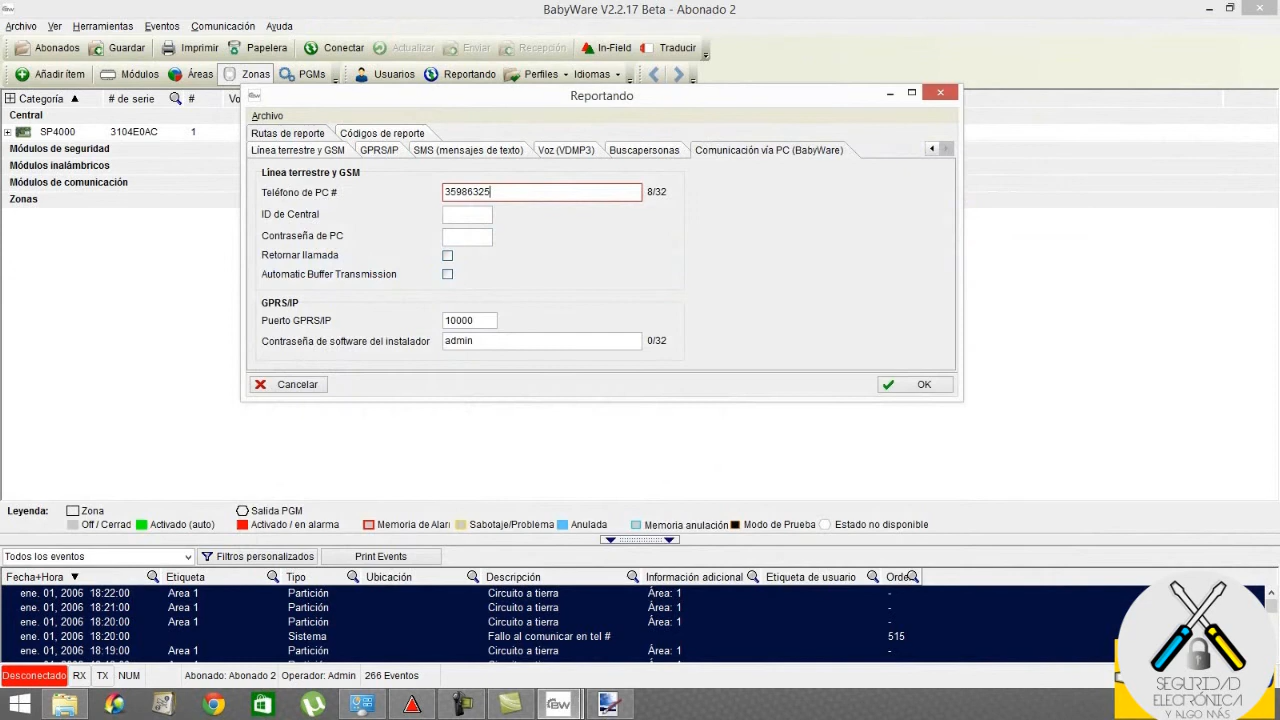 BabyWare V2.2.17 Beta - Abonado 2
Archivo Ver Herramientas Eventos Comunicación Ayuda
Abonados Guardar Imprimir Papelera Conectar Actualizar Enviar Recepción In-Field Traducir
Añadir ítem Módulos Áreas Zonas PGMs Usuarios Reportando Perfiles Idiomas
Categoría # de serie # Vo
Central
SP4000 3104E0AC 1
Módulos de seguridad
Módulos inalámbricos
Módulos de comunicación
Zonas
Reportando
Archivo
Rutas de reporte Códigos de reporte
Línea terrestre y GSM GPRS/IP SMS (mensajes de texto) Voz (VDMP3) Buscapersonas Comunicación vía PC (BabyWare)
Línea terrestre y GSM
Teléfono de PC # 35986325 8/32
ID de Central
Contraseña de PC
Retornar llamada
Automatic Buffer Transmission
GPRS/IP
Puerto GPRS/IP 10000
Contraseña de software del instalador admin 0/32
Cancelar OK
Leyenda: Zona Salida PGM
Off / Cerrad Activado (auto) Activado / en alarma Memoria de Alar Sabotaje/Problema Anulada Memoria anulación Modo de Prueba Estado no disponible
Todos los eventos Filtros personalizados Print Events
Fecha+Hora Etiqueta Tipo Ubicación Descripción Información adicional Etiqueta de usuario Orde
ene. 01, 2006 18:22:00 Area 1 Partición Circuito a tierra Área: 1 -
ene. 01, 2006 18:21:00 Area 1 Partición Circuito a tierra Área: 1 -
ene. 01, 2006 18:20:00 Area 1 Partición Circuito a tierra Área: 1 -
ene. 01, 2006 18:20:00 Sistema Fallo al comunicar en tel # 515
ene. 01, 2006 18:19:00 Area 1 Partición Circuito a tierra Área: 1 -
Desconectado RX TX NUM Abonado: Abonado 2 Operador: Admin 266 Eventos
SEGURIDAD
ELECTRÓNICA
Y ALGO MÁS